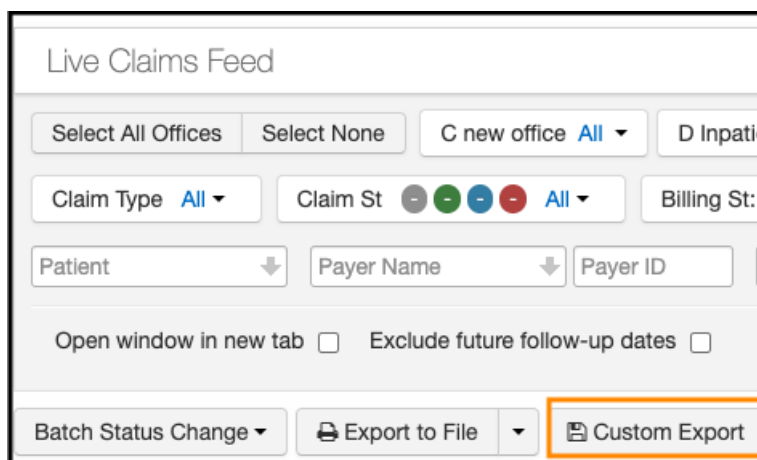 Live Claims Feed
Select All Offices Select None C new office All D Inpati
Claim Type All Claim St - - - - All Billing St:
Patient Payer Name Payer ID
Open window in new tab Exclude future follow-up dates
Batch Status Change Export to File Custom Export